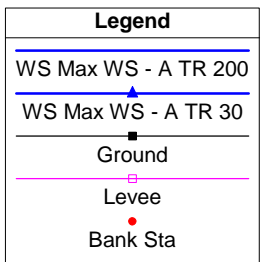 Legend
WS Max WS - A TR 200
WS Max WS - A TR 30
Ground
Levee
Bank Sta